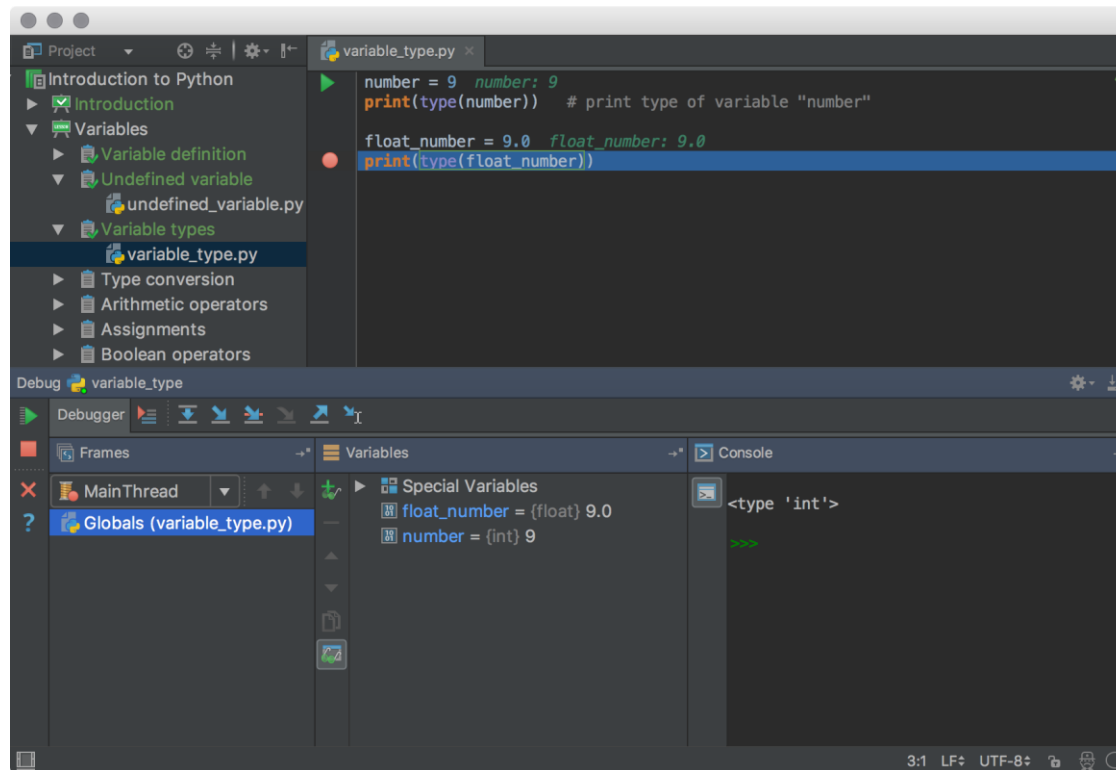 Project
variable_type.py
Introduction to Python
Introduction
Variables
Variable definition
Undefined variable
undefined_variable.py
Variable types
variable_type.py
Type conversion
Arithmetic operators
Assignments
Boolean operators
number = 9  number: 9
print(type(number))   # print type of variable "number"
float_number = 9.0  float_number: 9.0
print(type(float_number))
Debug variable_type
Debugger
Frames
MainThread
Globals (variable_type.py)
Variables
Special Variables
float_number = {float} 9.0
number = {int} 9
Console
<type 'int'>
>>>
3:1 LF UTF-8